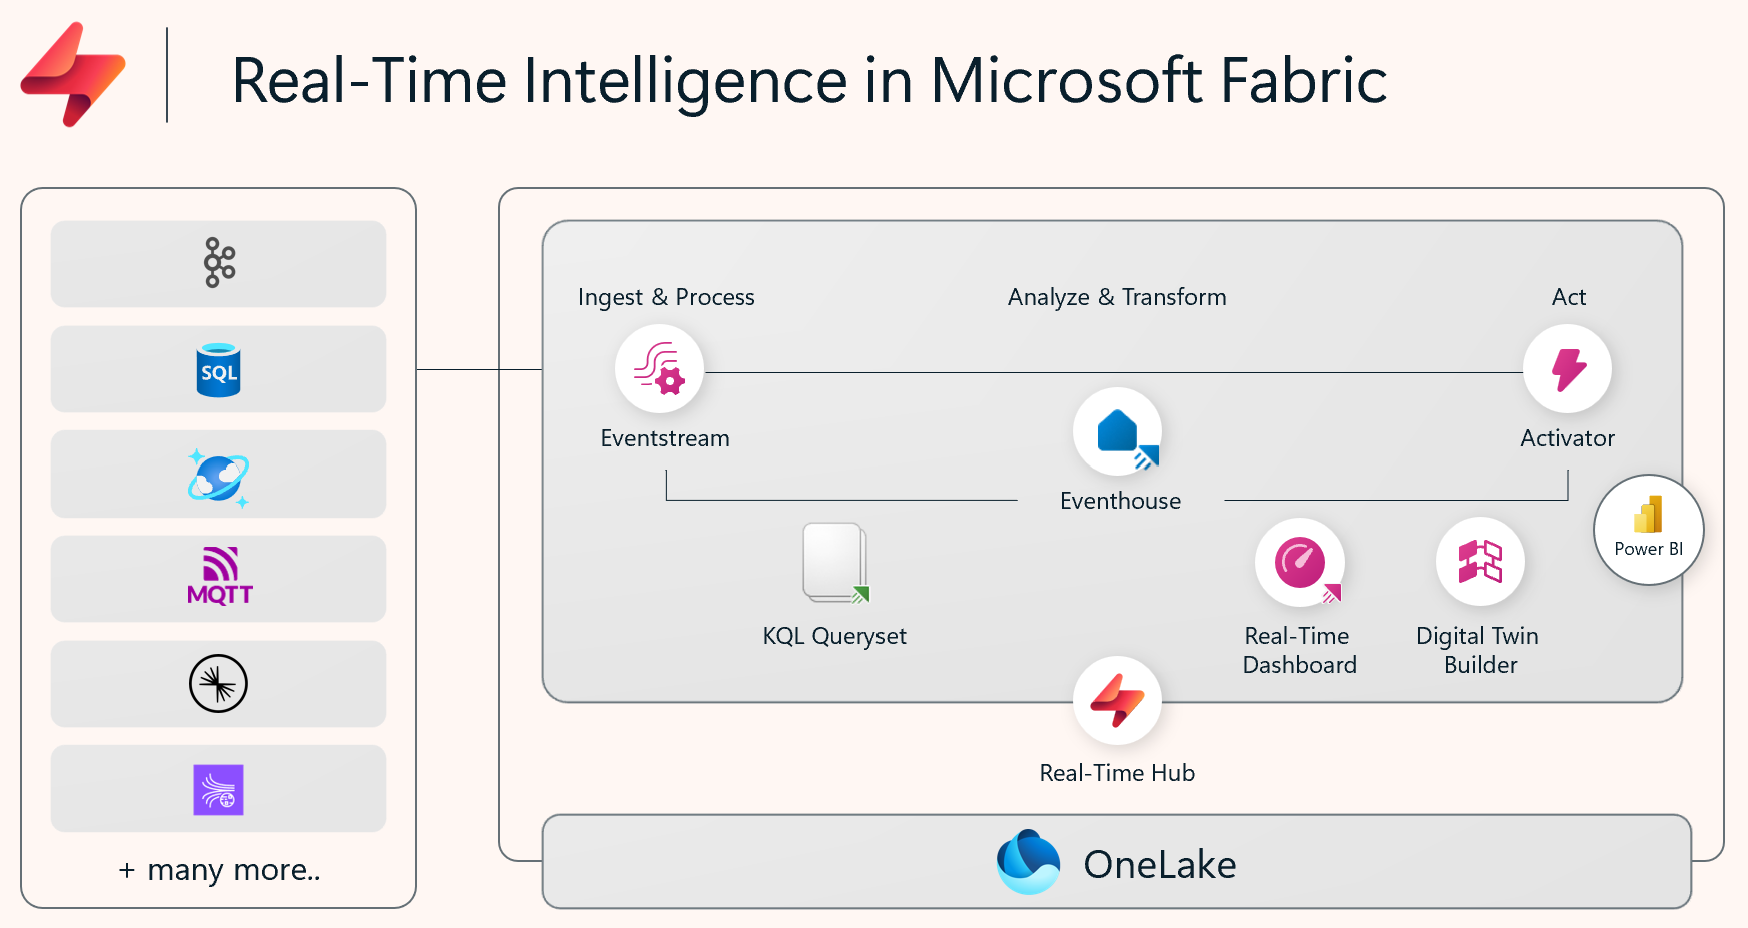 Real-Time Intelligence in Microsoft Fabric
SQL
MQTT
+ many more..
Ingest & Process
Analyze & Transform
Act
Eventstream
Activator
Eventhouse
Power BI
KQL Queryset
Real-Time
Dashboard
Digital Twin
Builder
Real-Time Hub
OneLake